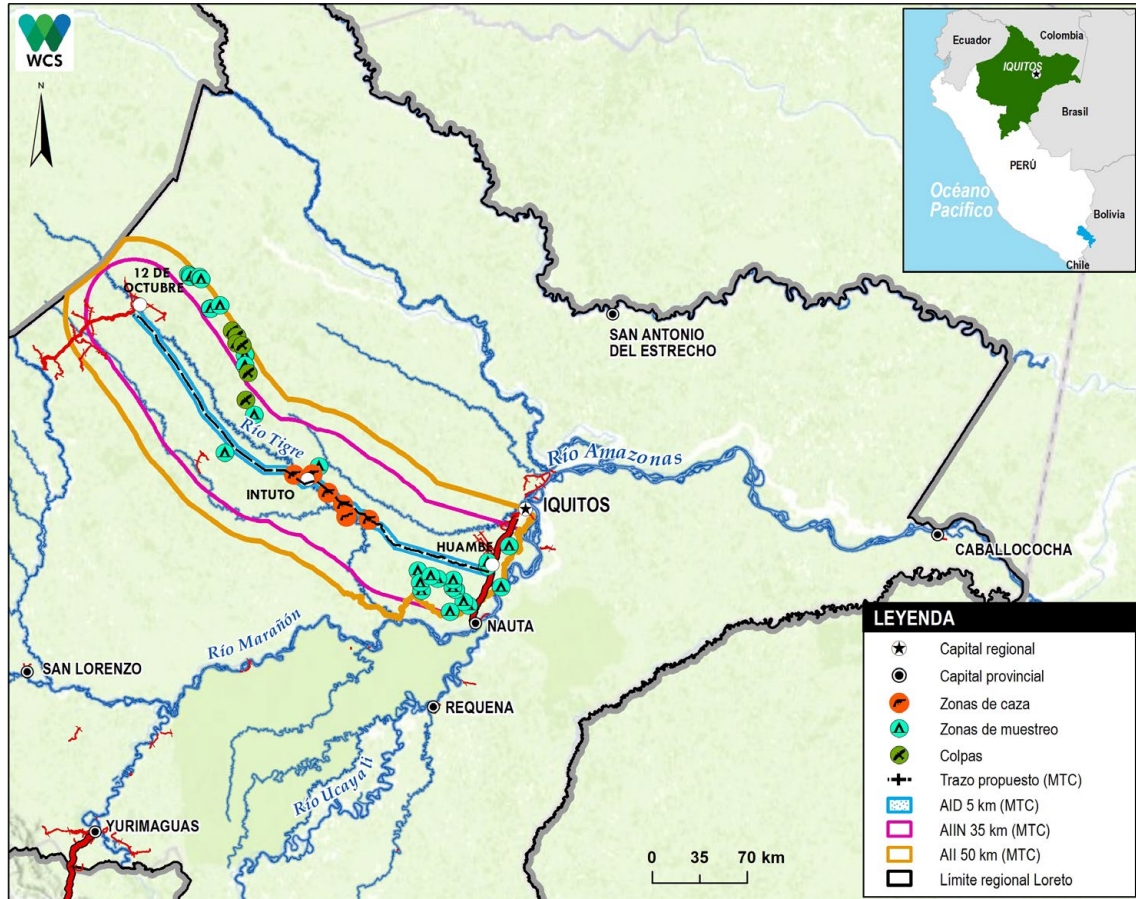 WCS
N
Ecuador
Colombia
IQUITOS
Brasil
PERÚ
Océano
Pacífico
Bolivia
Chile
12 DE
OCTUBRE
SAN ANTONIO
DEL ESTRECHO
Río Tigre
Río Amazonas
INTUTO
IQUITOS
HUAMBE
CABALLOCOCHA
NAUTA
Río Marañón
SAN LORENZO
REQUENA
Río Ucayali
YURIMAGUAS
0 35 70 km
LEYENDA
Capital regional
Capital provincial
Zonas de caza
Zonas de muestreo
Colpas
Trazo propuesto (MTC)
AID 5 km (MTC)
AIIN 35 km (MTC)
AII 50 km (MTC)
Límite regional Loreto